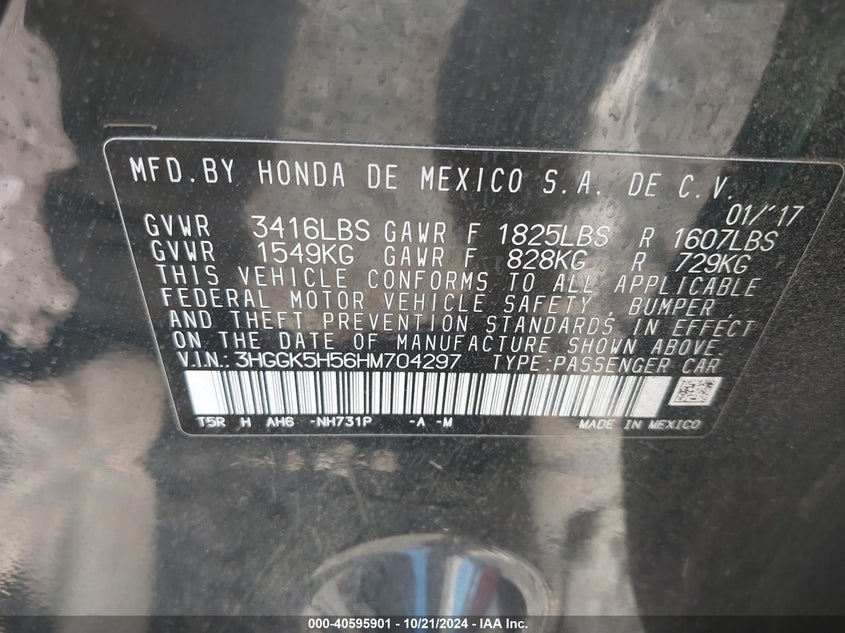 MFD.BY HONDA DE MEXICO S.A. DE C.V.
01/'17
GVWR 3416LBS GAWR F 1825LBS R 1607LBS
GVWR 1549KG GAWR F 828KG R 729KG
THIS VEHICLE CONFORMS TO ALL APPLICABLE
FEDERAL MOTOR VEHICLE SAFETY, BUMPER,
AND THEFT PREVENTION STANDARDS IN EFFECT
ON THE DATE OF MANUFACTURE SHOWN ABOVE.
V.I.N.: 3HGGK5H56HM704297 TYPE:PASSENGER CAR
T5R H AH6 -NH731P -A -M MADE IN MEXICO
000-40595901 - 10/21/2024 - IAA Inc.